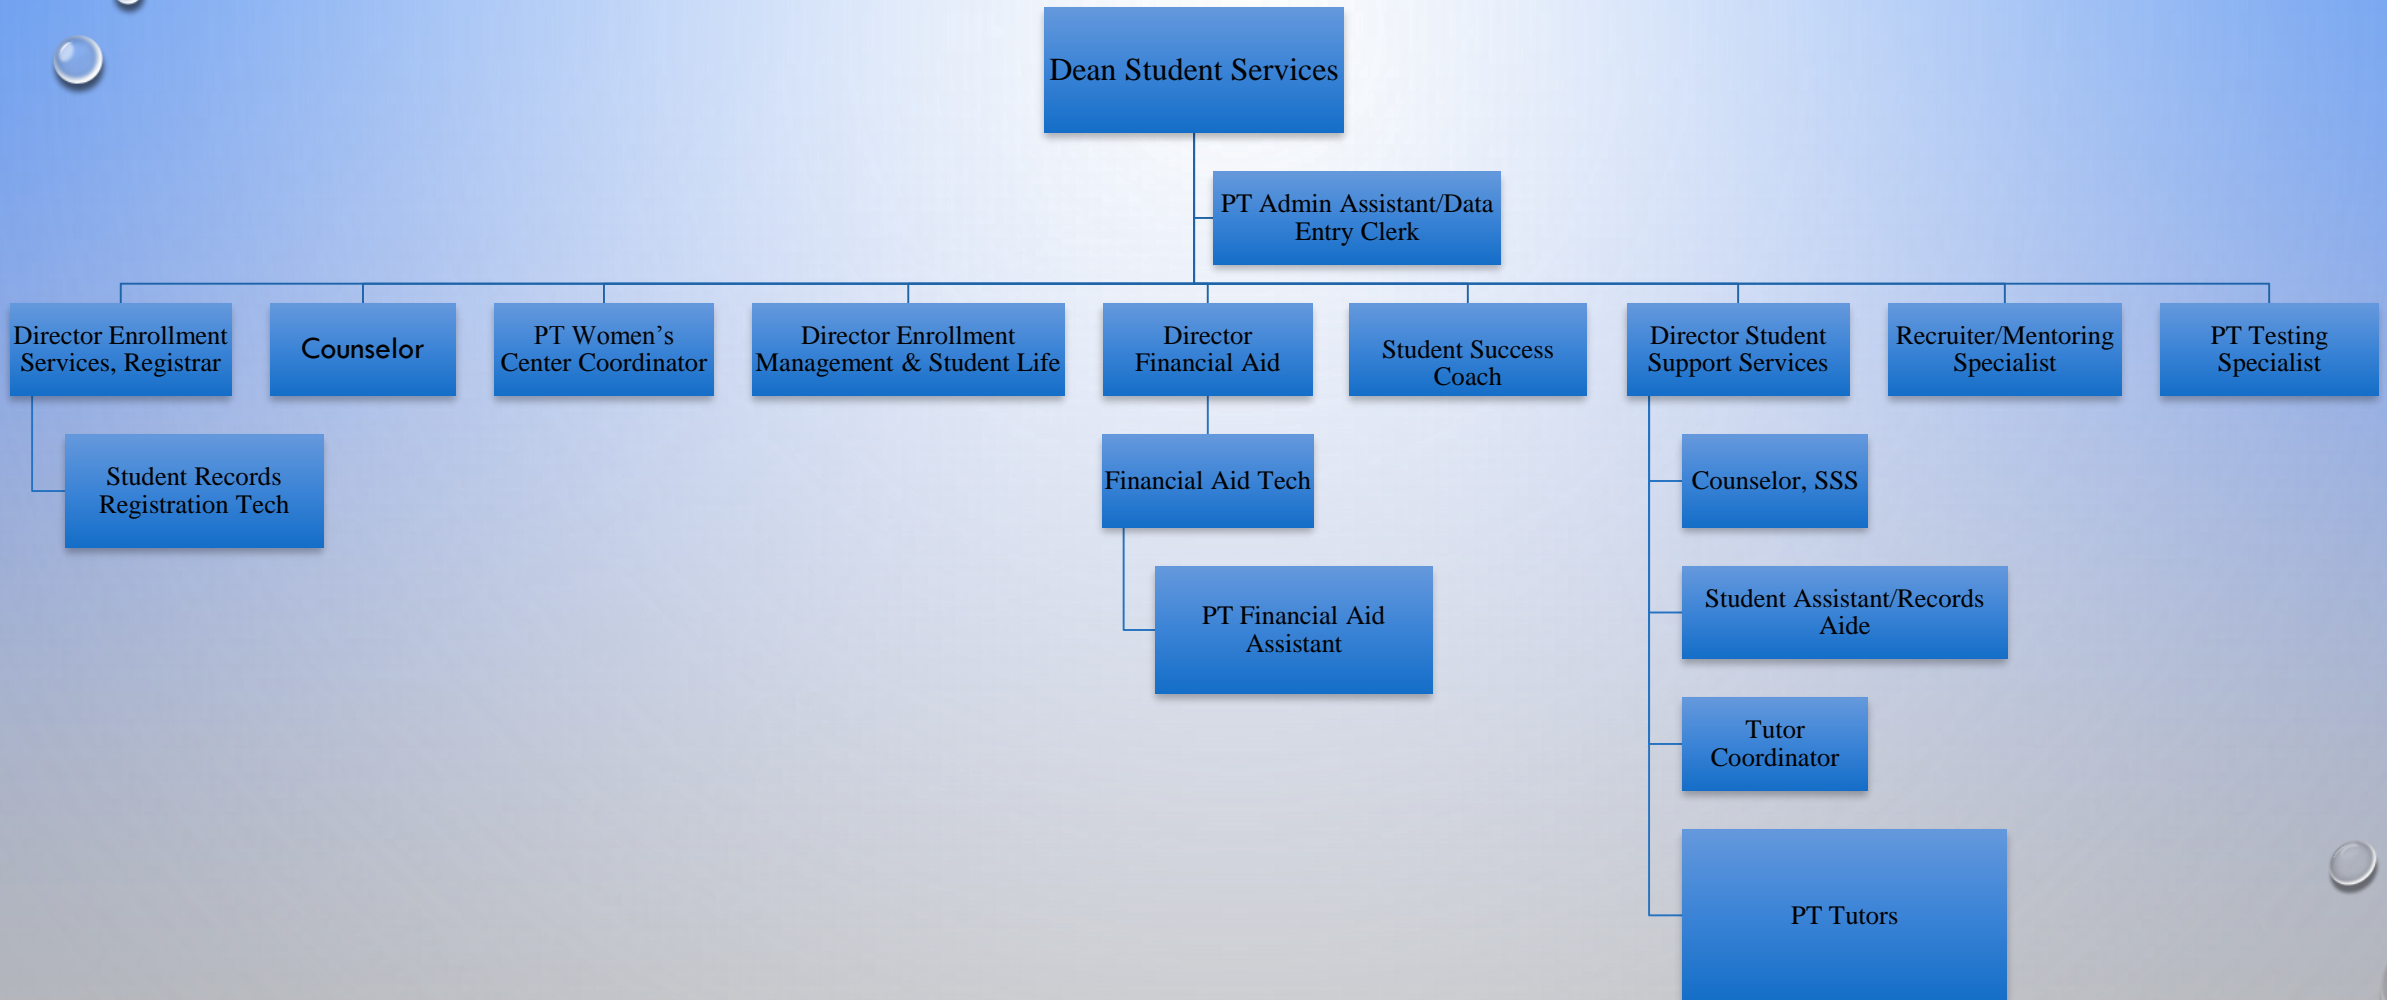 Dean Student Services
PT Admin Assistant/Data
Entry Clerk
Director Enrollment
Services, Registrar
Counselor
PT Women’s
Center Coordinator
Director Enrollment
Management & Student Life
Director
Financial Aid
Student Success
Coach
Director Student
Support Services
Recruiter/Mentoring
Specialist
PT Testing
Specialist
Student Records
Registration Tech
Financial Aid Tech
PT Financial Aid
Assistant
Counselor, SSS
Student Assistant/Records
Aide
Tutor
Coordinator
PT Tutors